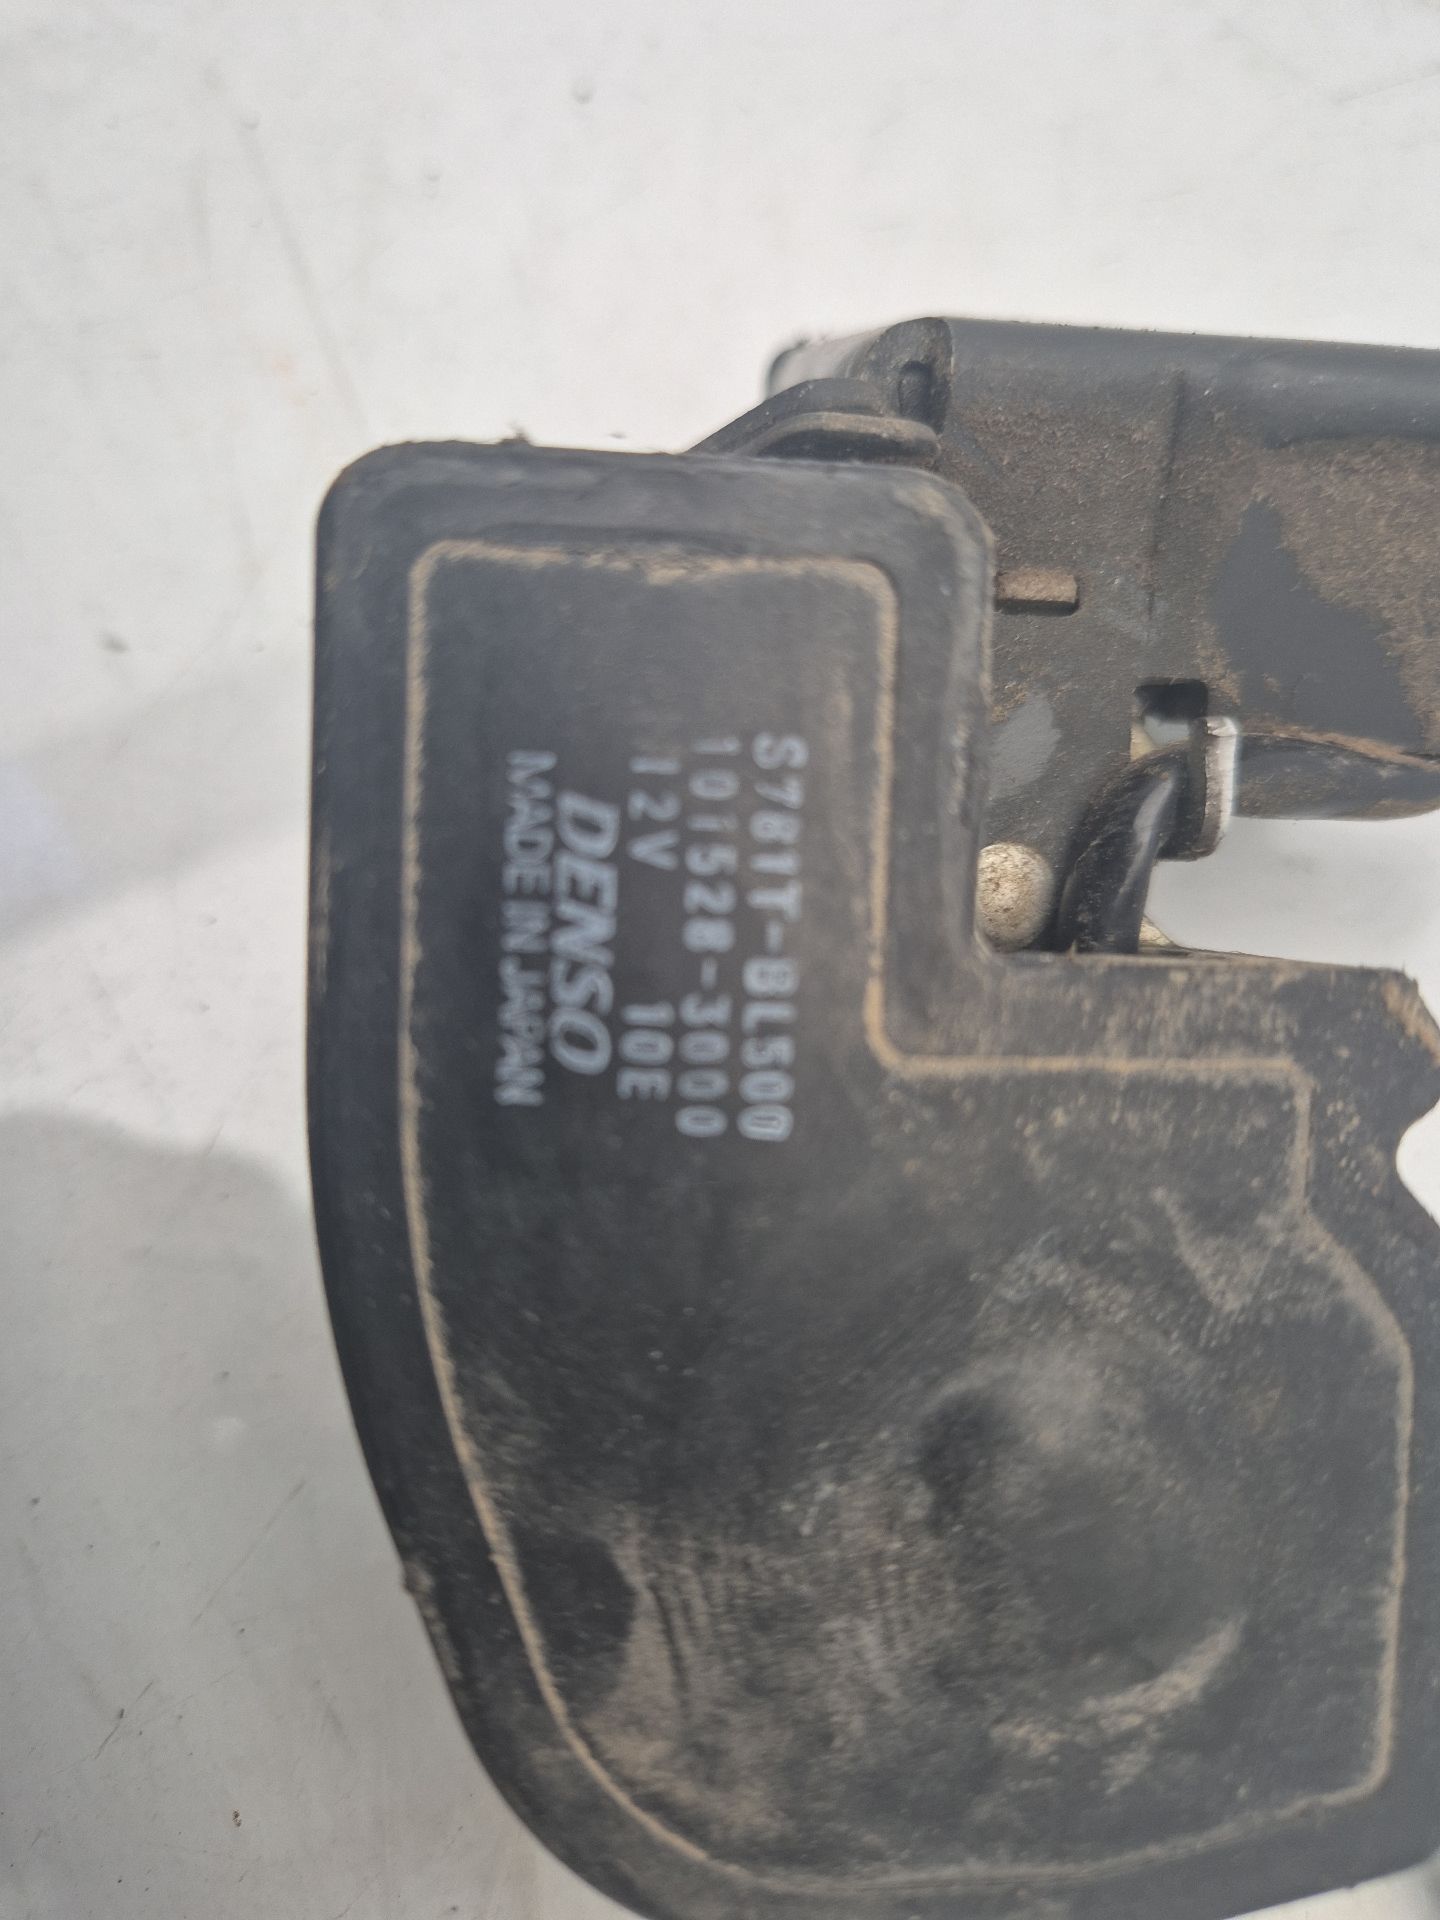 S781T-BL500
101528-3000
12V 10E
DENSO
MADE IN JAPAN